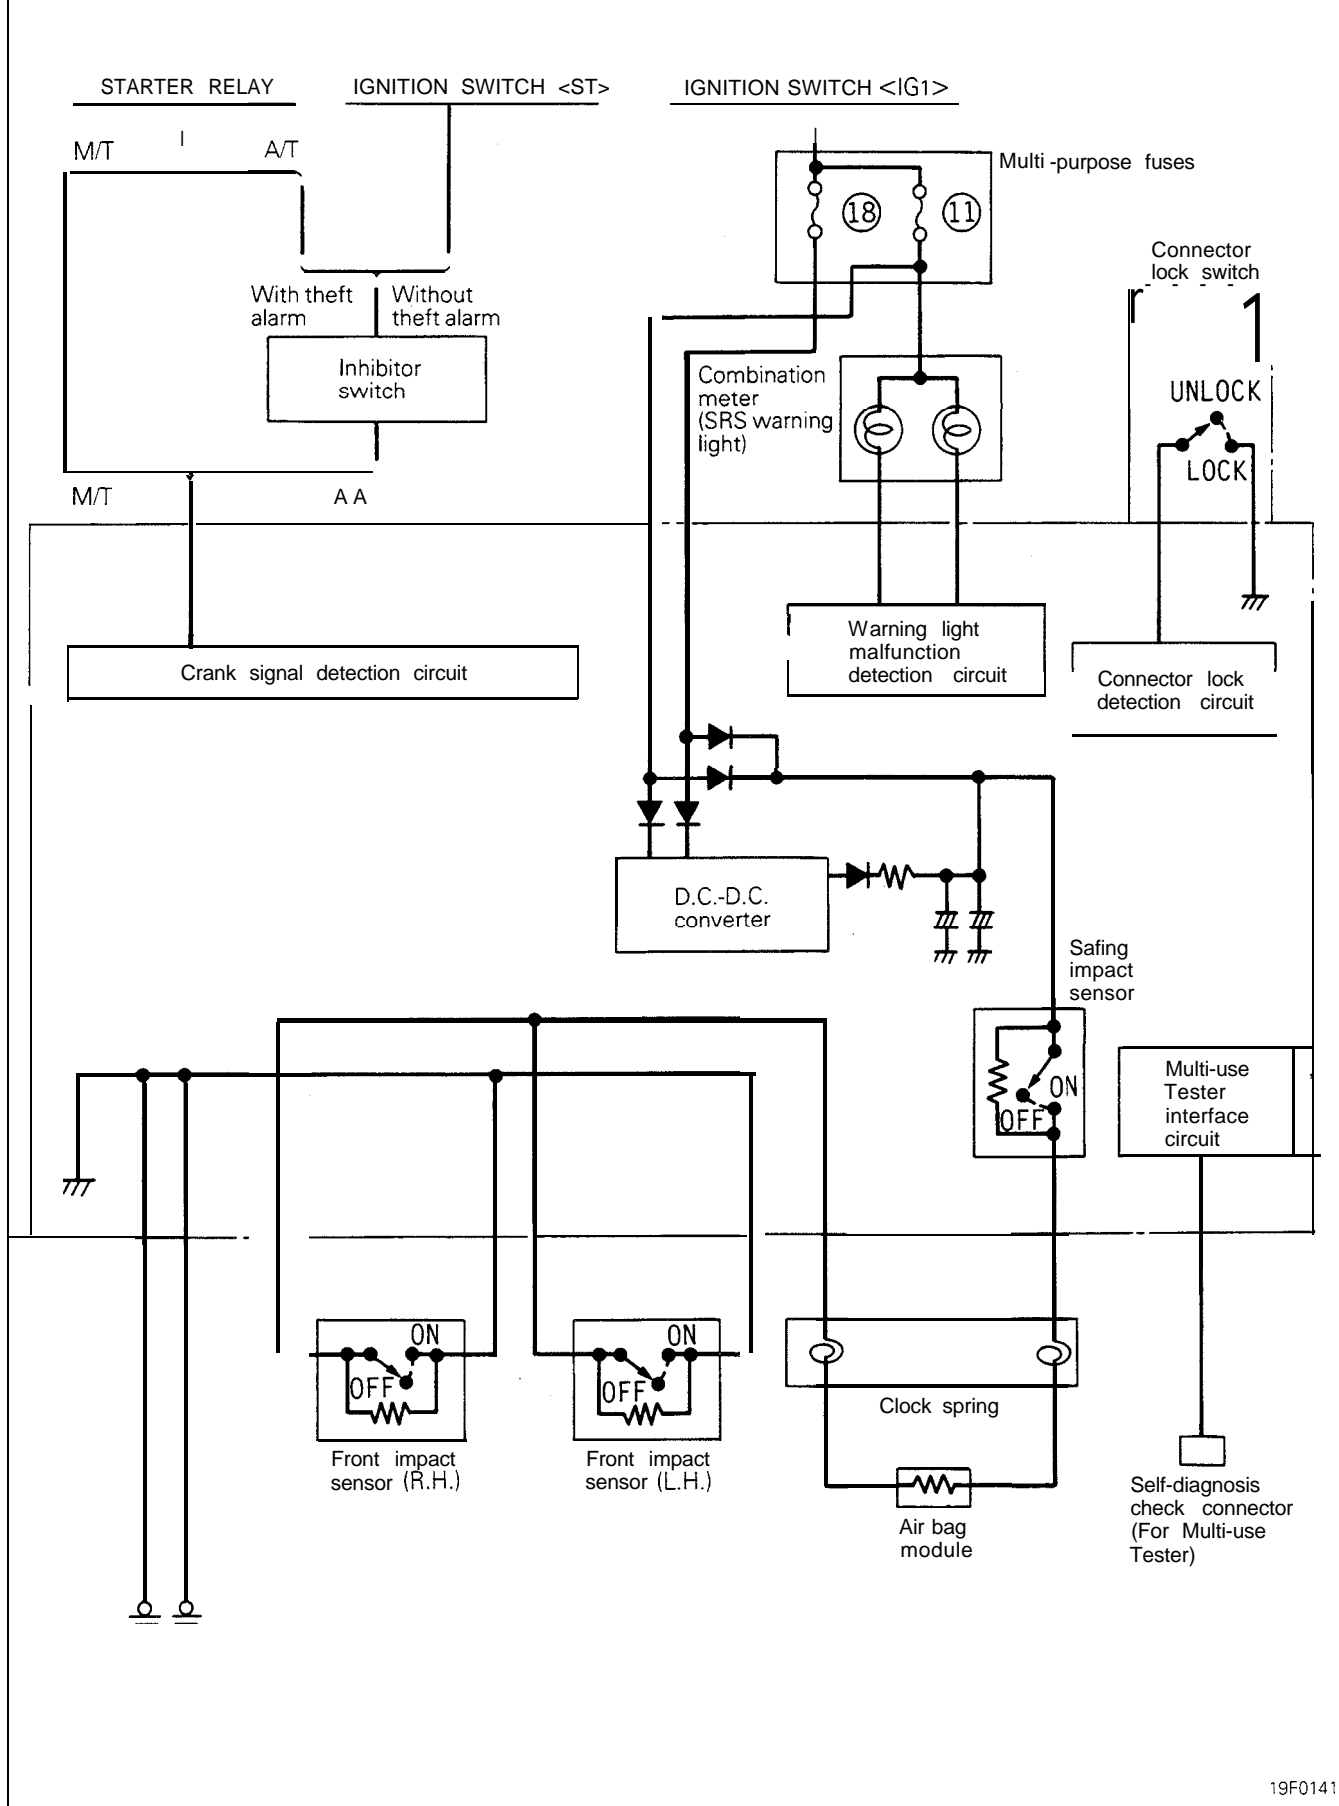 STARTER RELAY
IGNITION SWITCH <ST>
IGNITION SWITCH <IG1>
M/T
A/T
Multi-purpose fuses
18
11
Connector
lock switch
With theft
alarm
Without
theft alarm
Inhibitor
switch
Combination
meter
(SRS warning
light)
UNLOCK
LOCK
M/T
A A
Crank signal detection circuit
Warning light
malfunction
detection circuit
Connector lock
detection circuit
D.C.-D.C.
converter
Safing
impact
sensor
ON
OFF
Multi-use
Tester
interface
circuit
ON
OFF
ON
OFF
Front impact
sensor (R.H.)
Front impact
sensor (L.H.)
Clock spring
Air bag
module
Self-diagnosis
check connector
(For Multi-use
Tester)
19F0141